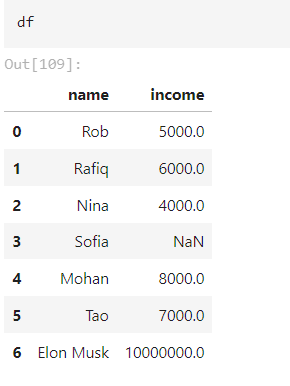 df
Out[109]:
name income
0 Rob 5000.0
1 Rafiq 6000.0
2 Nina 4000.0
3 Sofia NaN
4 Mohan 8000.0
5 Tao 7000.0
6 Elon Musk 10000000.0